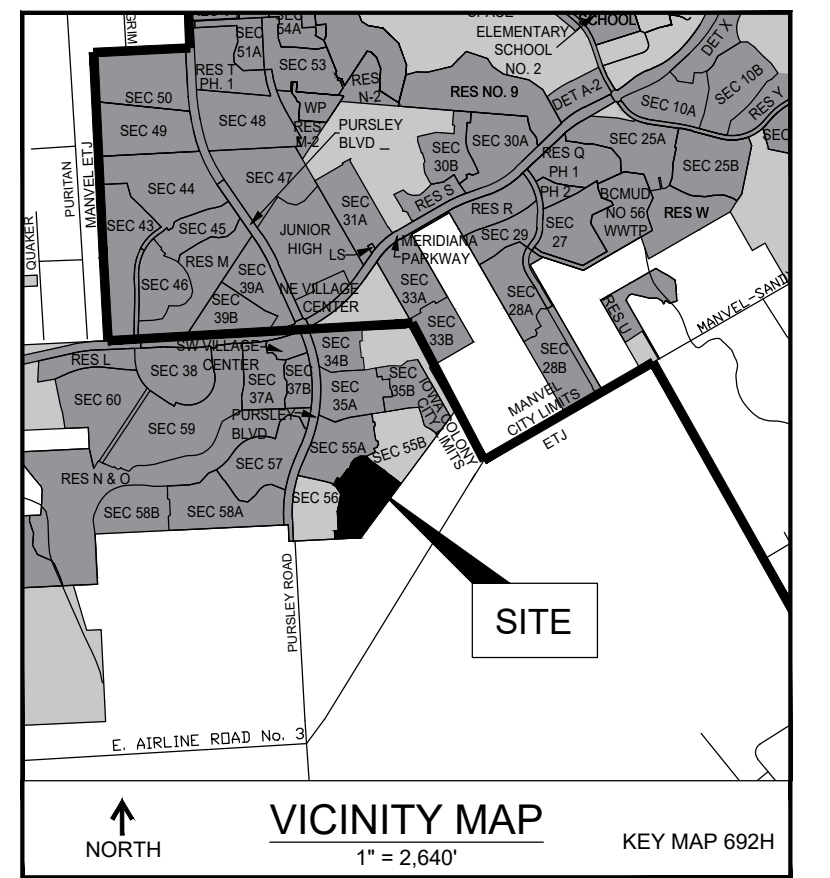 GRIM
SEC
51A
SEC
54A
SPACE
ELEMENTARY
SCHOOL
NO. 2
SCHOOL
DET X
SEC 50
RES T
PH. 1
SEC 53
RES
N-2
RES NO. 9
DET A-2
SEC 10A
SEC 10B
RES Y
SEC 49
SEC 48
WP
RES
M-2
PURSLEY
BLVD
SEC
30B
SEC 30A
RES Q
PH 1
PH 2
SEC 25A
SEC 25B
SEC
PURITAN
MANVEL ETJ
SEC 44
SEC 47
SEC
31A
RES S
RES R
BCMUD
NO 56
WWTP
RES W
QUAKER
SEC 43
SEC 45
JUNIOR
HIGH
LS
MERIDIANA
PARKWAY
SEC 29
SEC
27
RES M
SEC 46
SEC
39A
SEC
39B
NE VILLAGE
CENTER
SEC
33A
SEC
33B
SEC
28A
SEC
28B
RES U
MANVEL-SAND
SW VILLAGE
CENTER
SEC
34B
RES L
SEC 38
SEC
37A
SEC
37B
SEC
35A
SEC
35B
IOWA COLONY
CITY LIMITS
MANVEL
CITY LIMITS
ETJ
SEC 60
SEC 59
PURSLEY
BLVD
SEC 55A
SEC 55B
SEC 57
RES N & O
SEC 56
SEC 58B
SEC 58A
PURSLEY ROAD
SITE
E. AIRLINE ROAD No. 3
NORTH
VICINITY MAP
1" = 2,640'
KEY MAP 692H